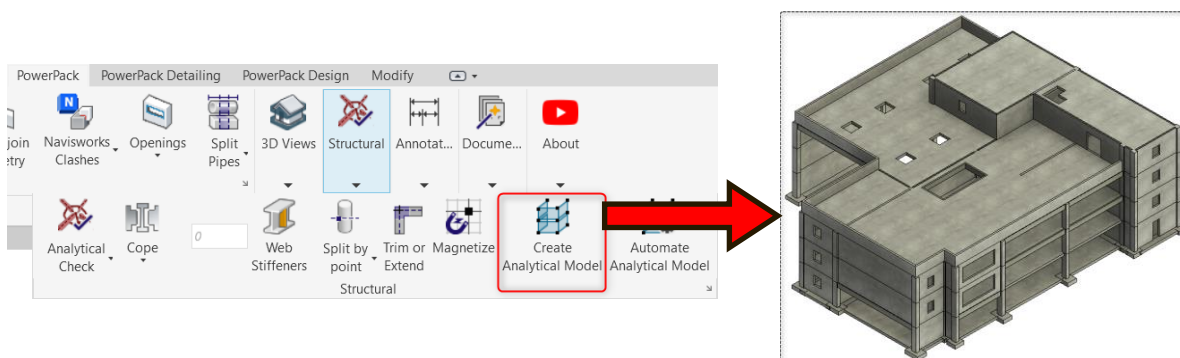 PowerPack PowerPack Detailing PowerPack Design Modify
join Navisworks Openings Split 3D Views Structural Annotat... Docume... About
etry Clashes Pipes
N
0
Analytical Cope Web Split by Trim or Magnetize Create Automate
Check Stiffeners point Extend Analytical Model Analytical Model
Structural